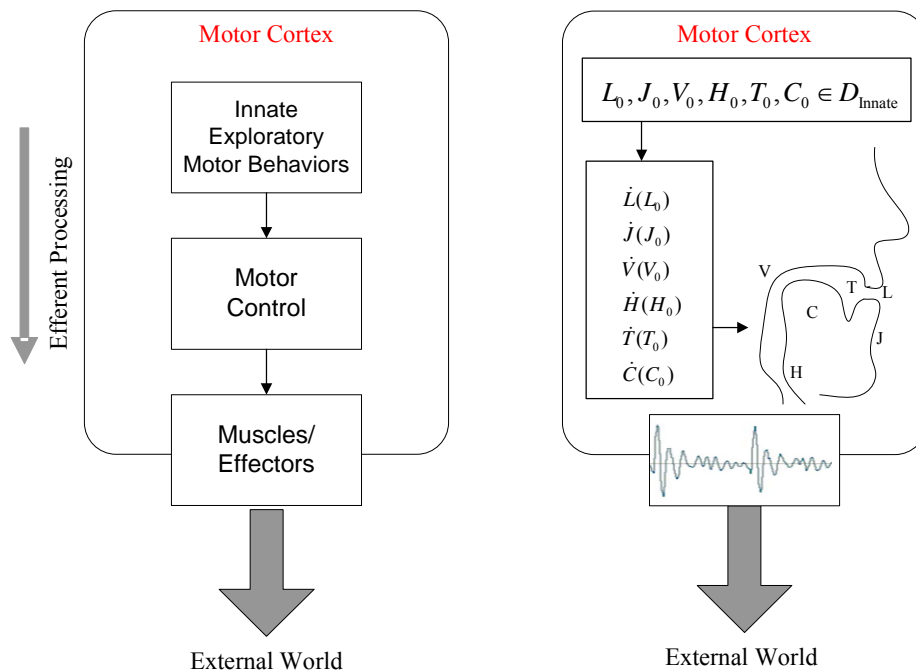 Motor Cortex
Efferent Processing
Innate
Exploratory
Motor Behaviors
Motor
Control
Muscles/
Effectors
External World
Motor Cortex
L₀, J₀, V₀, H₀, T₀, C₀ ∈ D_Innate
L̇(L₀)
J̇(J₀)
V̇(V₀)
Ḣ(H₀)
Ṫ(T₀)
Ċ(C₀)
V
T
L
C
J
H
External World